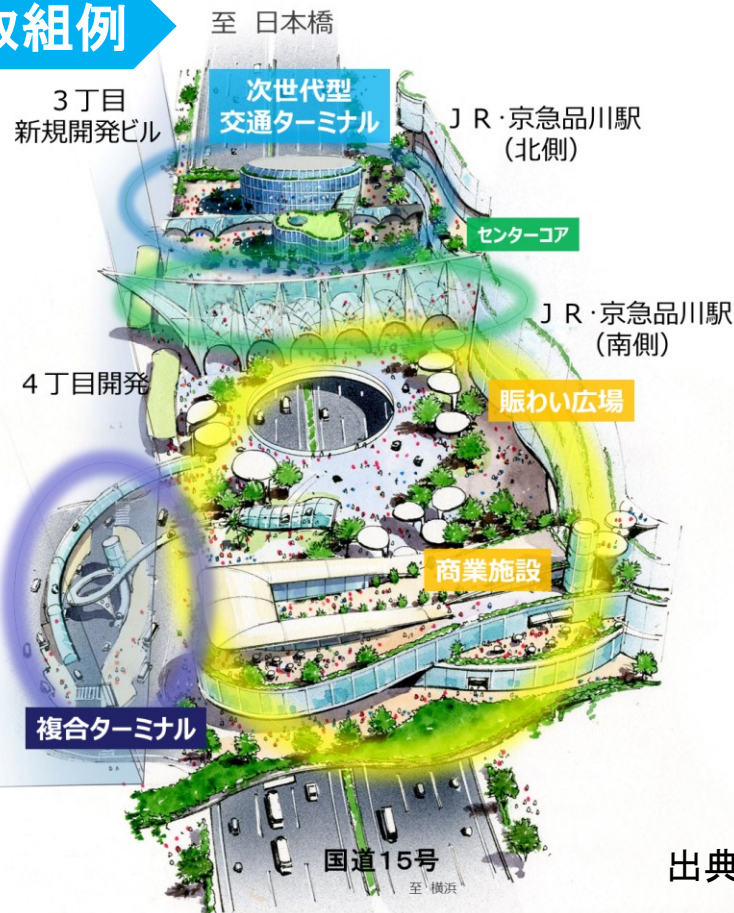 取組例
至 日本橋
3丁目
新規開発ビル
次世代型
交通ターミナル
JR・京急品川駅
(北側)
センターコア
JR・京急品川駅
(南側)
4丁目開発
賑わい広場
商業施設
複合ターミナル
国道15号
至 横浜
出典